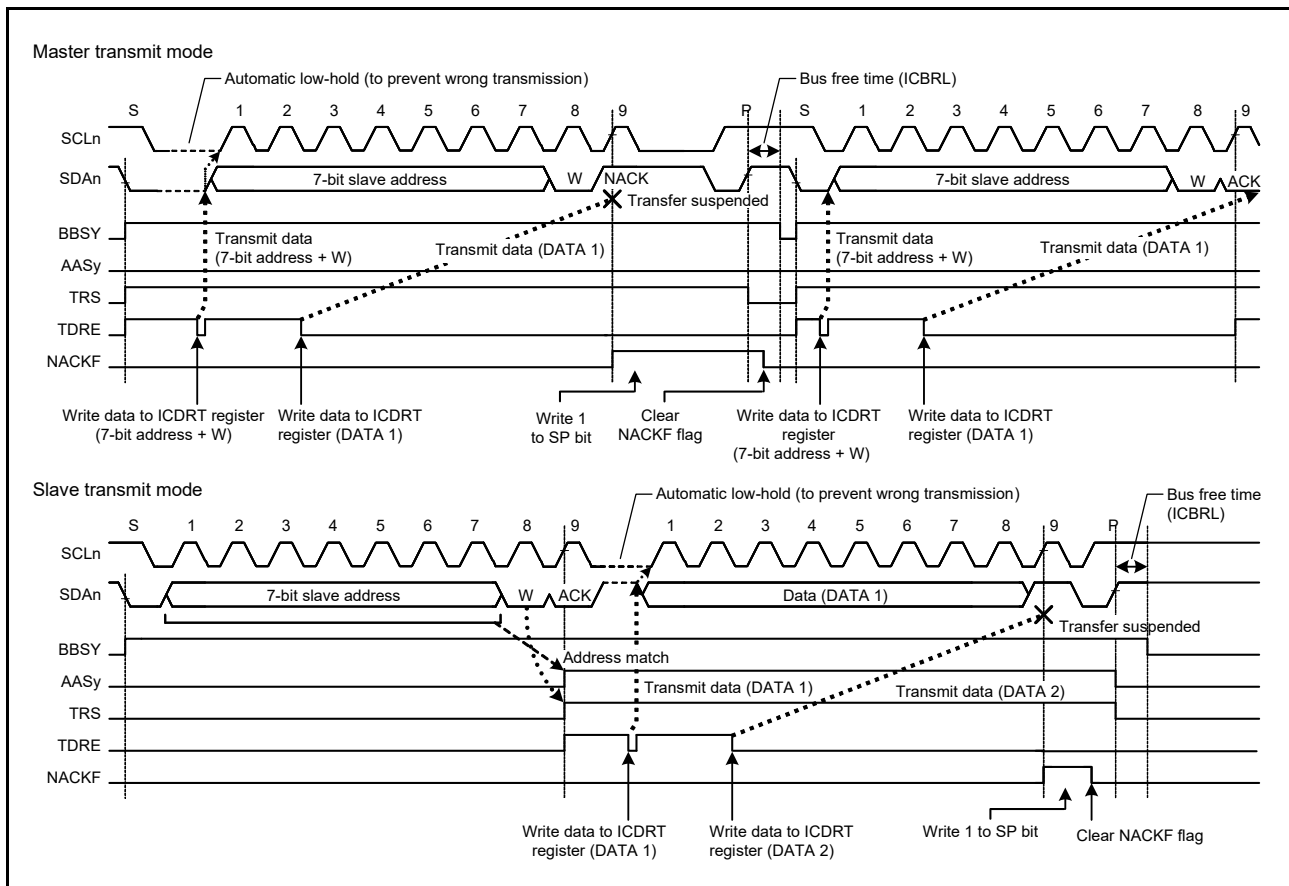 Master transmit mode
Automatic low-hold (to prevent wrong transmission)
Bus free time (ICBRL)
S 1 2 3 4 5 6 7 8 9 P S 1 2 3 4 5 6 7 8 9
SCLn
SDAn 7-bit slave address W NACK 7-bit slave address W ACK
Transfer suspended
BBSY
Transmit data
(7-bit address + W)
Transmit data (DATA 1)
Transmit data
(7-bit address + W)
Transmit data (DATA 1)
AASy
TRS
TDRE
NACKF
Write data to ICDRT register
(7-bit address + W)
Write data to ICDRT
register (DATA 1)
Write 1
to SP bit
Clear
NACKF flag
Write data to ICDRT
register
(7-bit address + W)
Write data to ICDRT
register (DATA 1)
Slave transmit mode
Automatic low-hold (to prevent wrong transmission)
Bus free time
(ICBRL)
S 1 2 3 4 5 6 7 8 9 1 2 3 4 5 6 7 8 9 P
SCLn
SDAn 7-bit slave address W ACK Data (DATA 1)
Transfer suspended
BBSY
Address match
AASy
Transmit data (DATA 1)
Transmit data (DATA 2)
TRS
TDRE
NACKF
Write data to ICDRT
register (DATA 1)
Write data to ICDRT
register (DATA 2)
Write 1 to SP bit
Clear NACKF flag